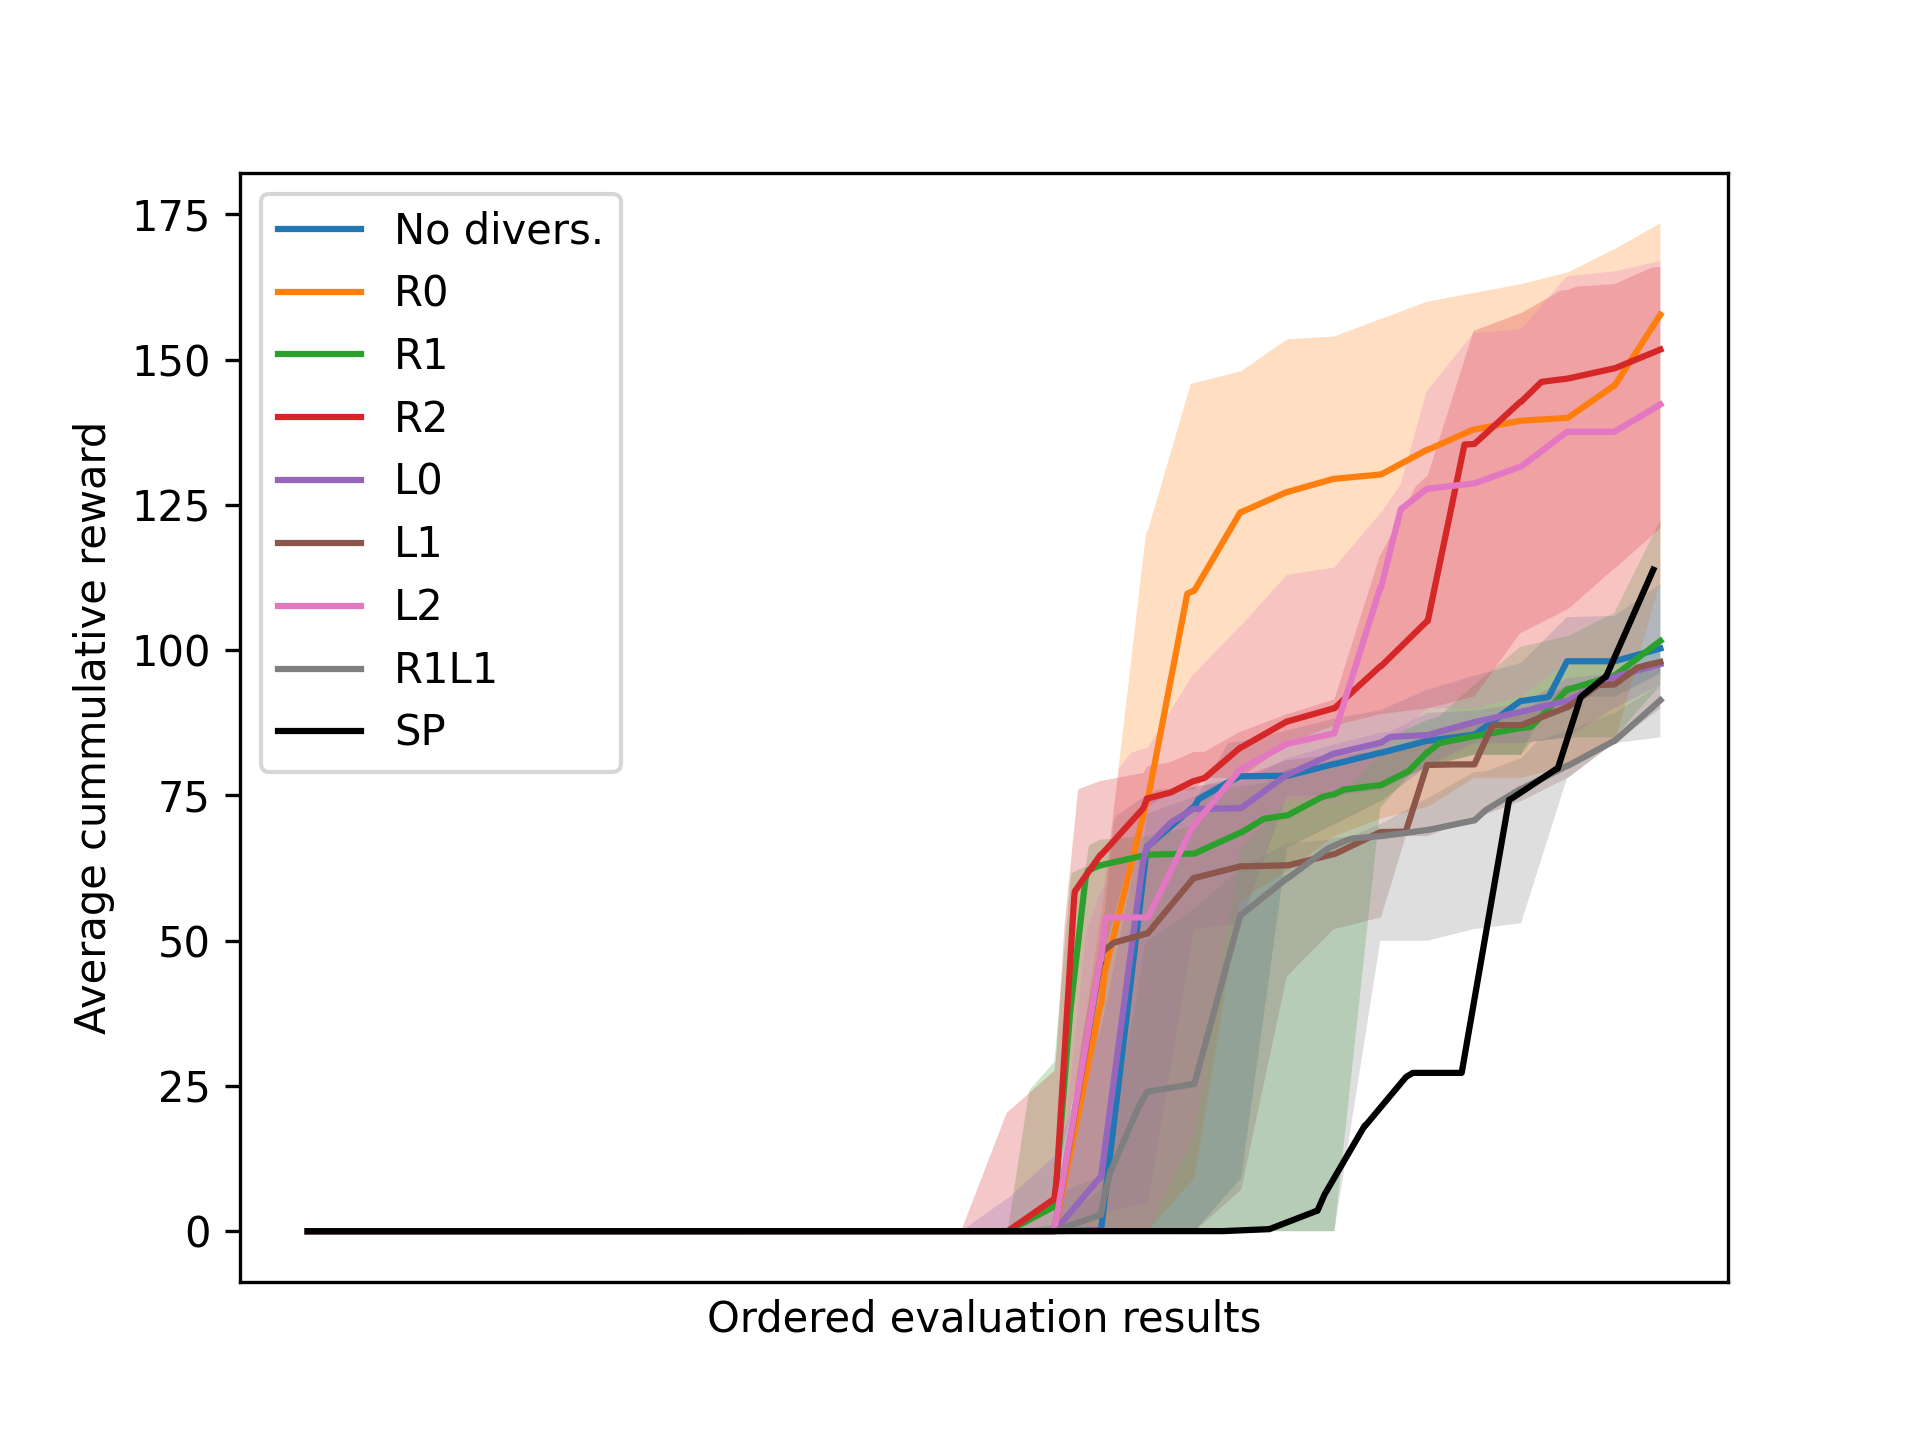 175
150
125
100
75
50
25
0
Average cummulative reward
No divers.
R0
R1
R2
L0
L1
L2
R1L1
SP
Ordered evaluation results